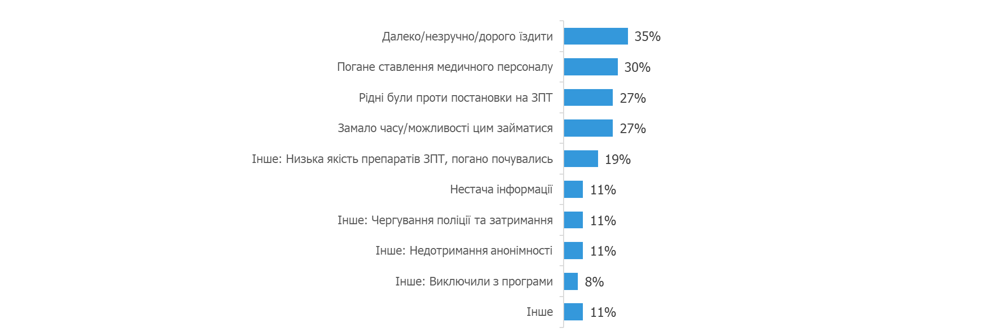 Далеко/незручно/дорого їздити 35%
Погане ставлення медичного персоналу 30%
Рідні були проти постановки на ЗПТ 27%
Замало часу/можливості цим займатися 27%
Інше: Низька якість препаратів ЗПТ, погано почувались 19%
Нестача інформації 11%
Інше: Чергування поліції та затримання 11%
Інше: Недотримання анонімності 11%
Інше: Виключили з програми 8%
Інше 11%